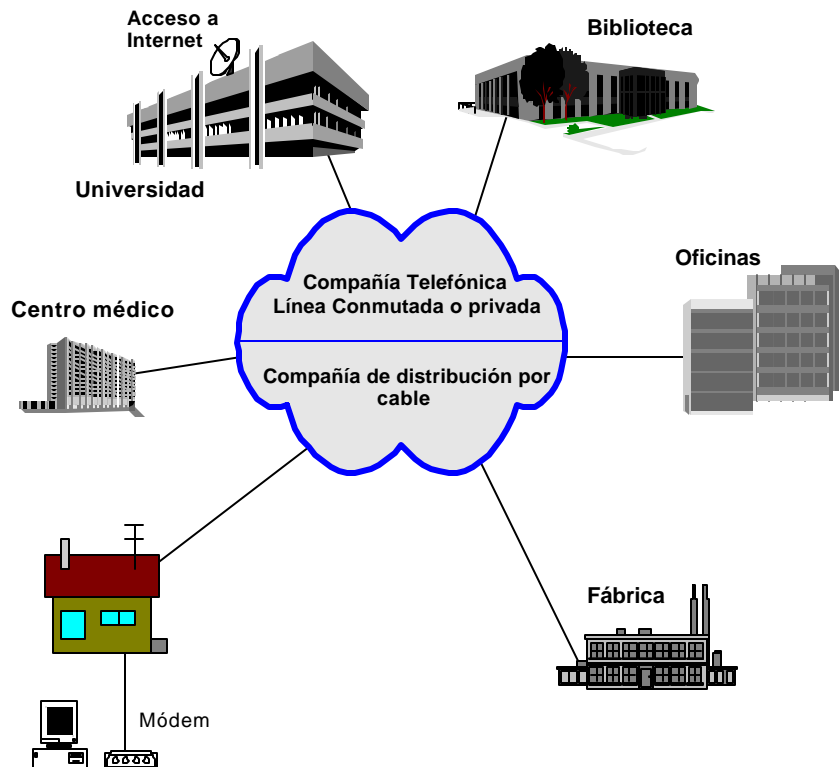 Acceso a
Internet
Biblioteca
Universidad
Oficinas
Compañía Telefónica
Línea Conmutada o privada
Centro médico
Compañía de distribución por
cable
Fábrica
Módem